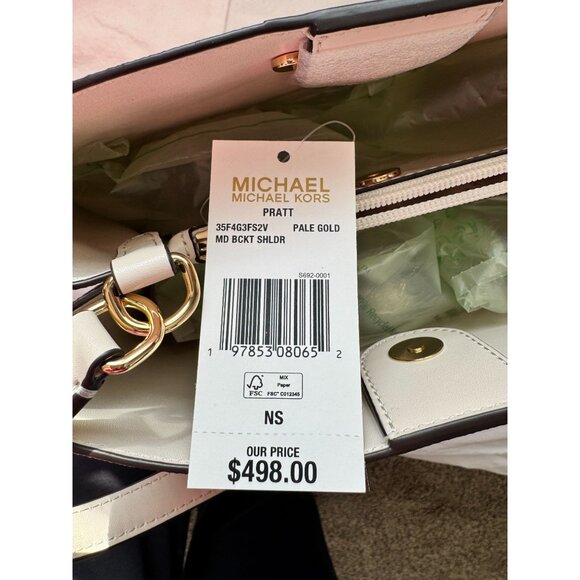 MICHAEL
MICHAEL KORS
PRATT
35F4G3FS2V PALE GOLD
MD BCKT SHLDR
S692-0001
1 97853 08065 2
FSC
MIX
Paper
FSC® C012345
NS
OUR PRICE
$498.00